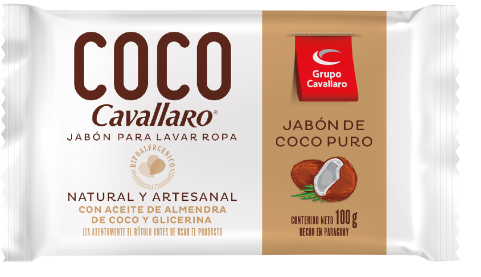 COCO
Cavallaro®
JABÓN PARA LAVAR ROPA
HIPOALERGÉNICO
NATURAL Y ARTESANAL
CON ACEITE DE ALMENDRA
DE COCO Y GLICERINA
LEA ATENTAMENTE EL RÓTULO ANTES DE USAR EL PRODUCTO
Grupo
Cavallaro
JABÓN DE
COCO PURO
CONTENIDO NETO 100 g
HECHO EN PARAGUAY